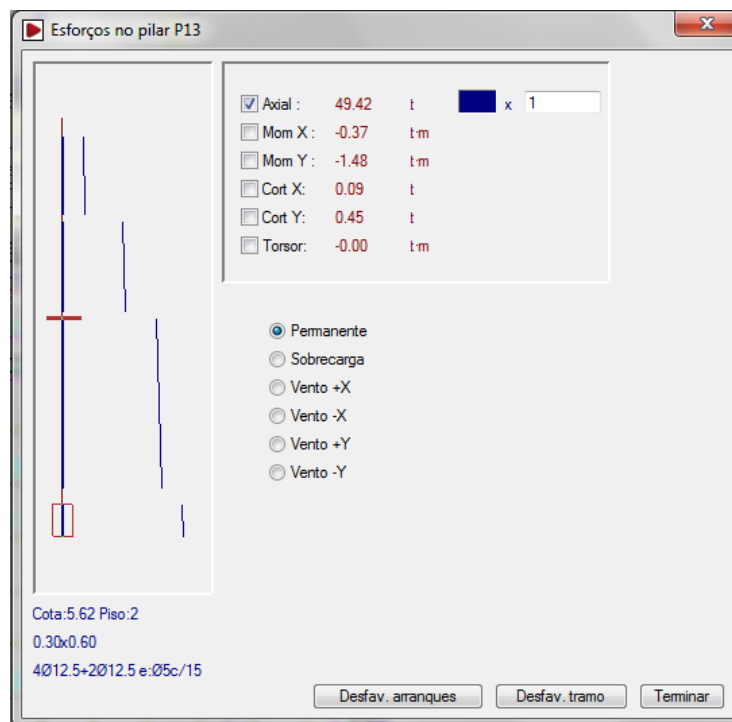 Esforços no pilar P13
Axial : 49.42 t x 1
Mom X : -0.37 t·m
Mom Y : -1.48 t·m
Cort X: 0.09 t
Cort Y: 0.45 t
Torsor: -0.00 t·m
Permanente
Sobrecarga
Vento +X
Vento -X
Vento +Y
Vento -Y
Cota:5.62 Piso:2
0.30x0.60
4Ø12.5+2Ø12.5 e:Ø5c/15
Desfav. arranques Desfav. tramo Terminar